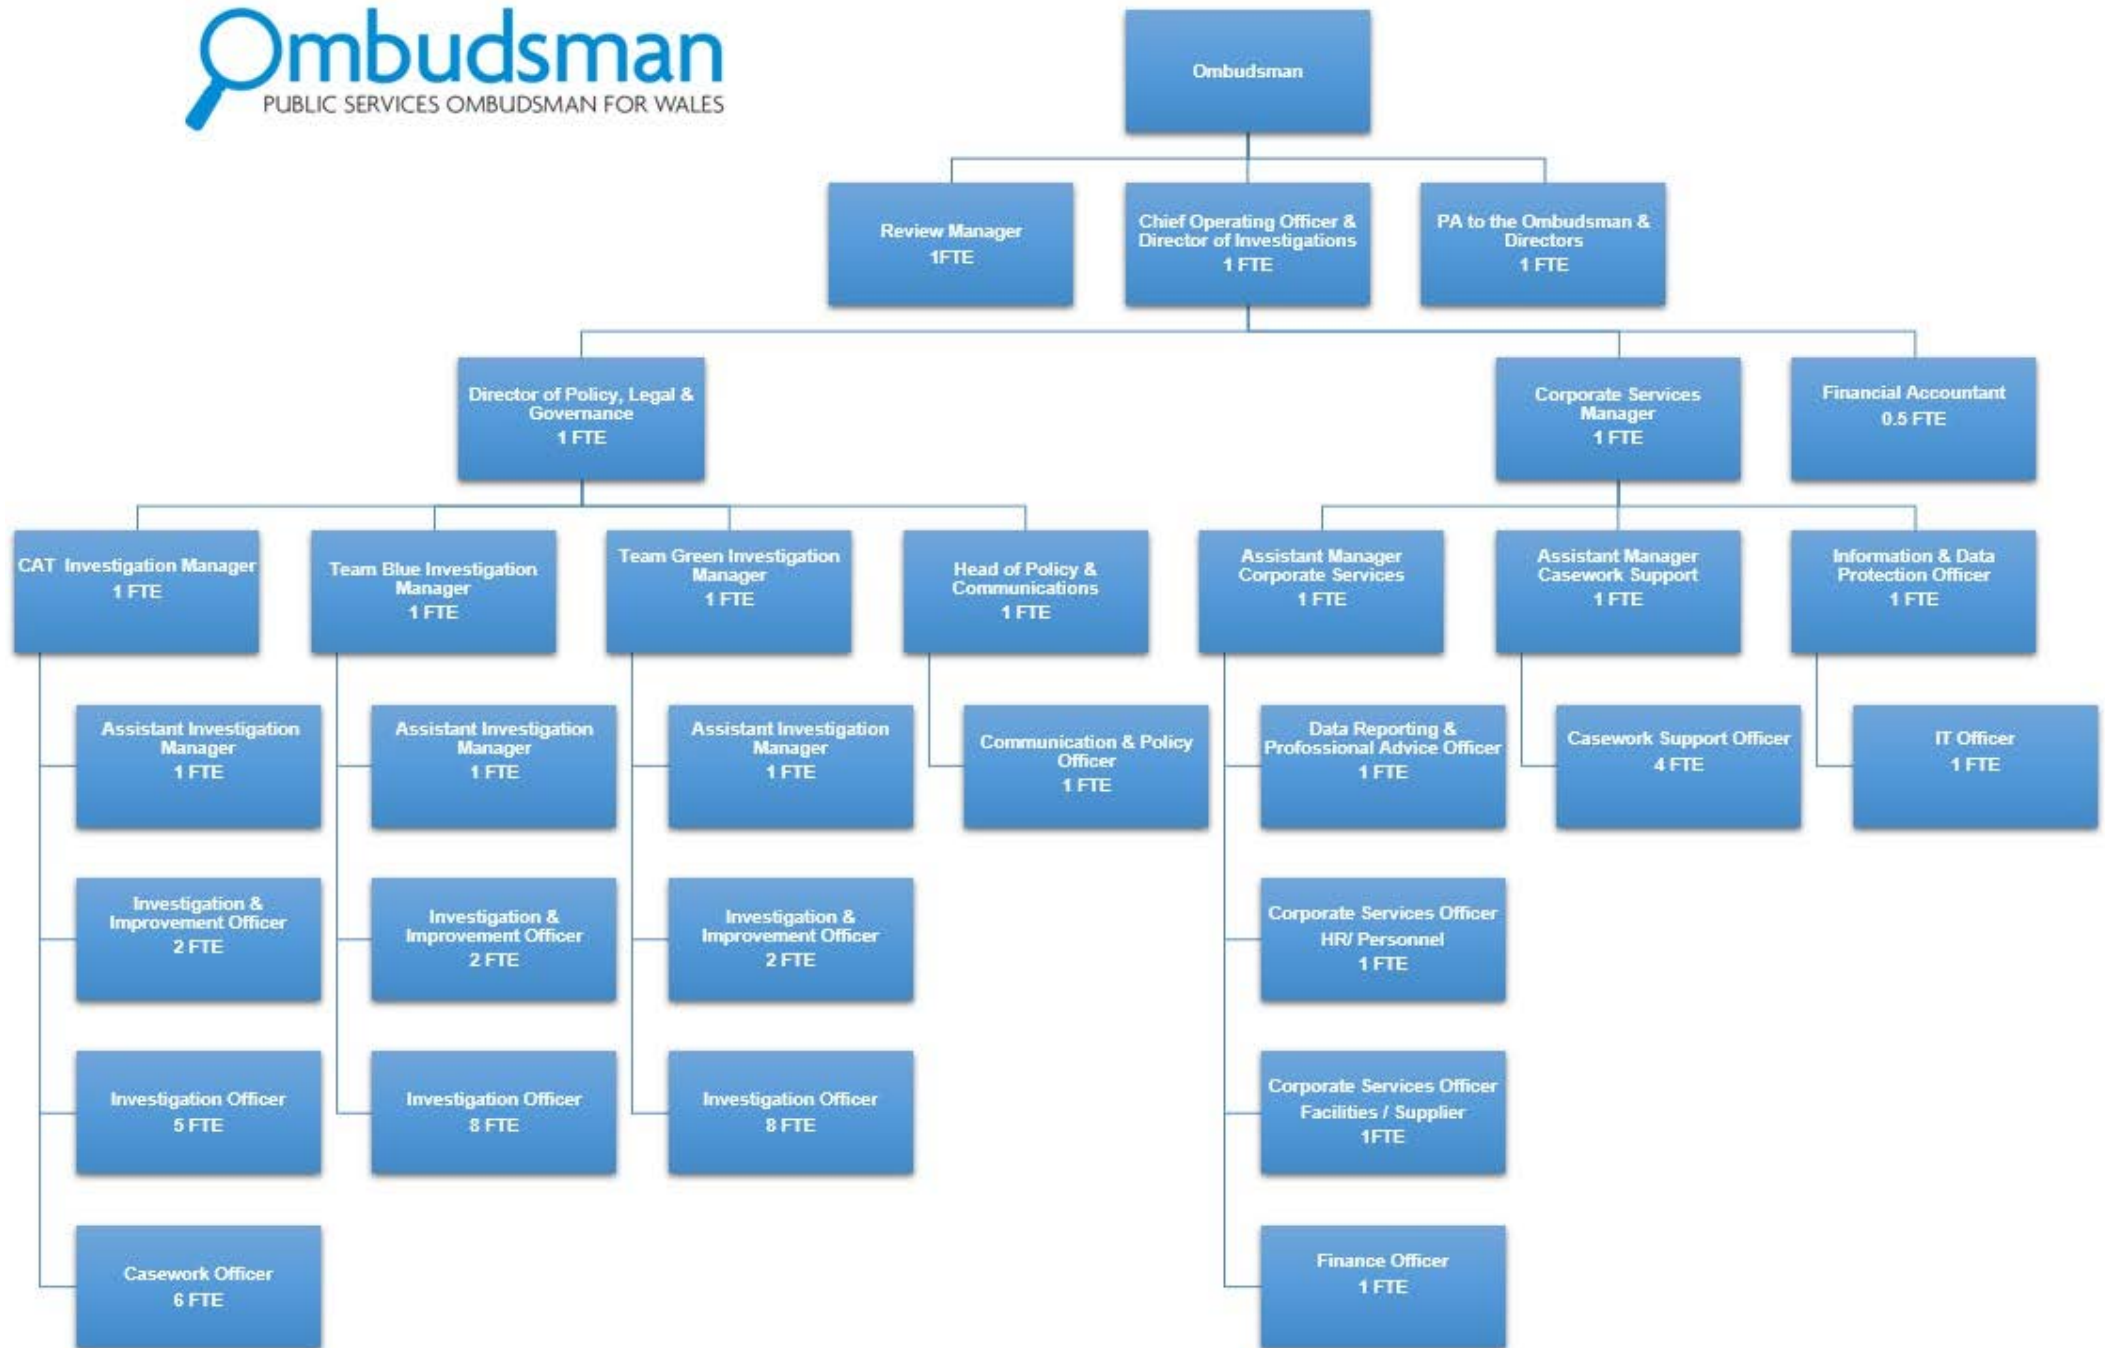 Ombudsman
PUBLIC SERVICES OMBUDSMAN FOR WALES
Ombudsman
Review Manager
1FTE
Chief Operating Officer &
Director of Investigations
1 FTE
PA to the Ombudsman &
Directors
1 FTE
Director of Policy, Legal &
Governance
1 FTE
Corporate Services
Manager
1 FTE
Financial Accountant
0.5 FTE
CAT Investigation Manager
1 FTE
Team Blue Investigation
Manager
1 FTE
Team Green Investigation
Manager
1 FTE
Head of Policy &
Communications
1 FTE
Assistant Manager
Corporate Services
1 FTE
Assistant Manager
Casework Support
1 FTE
Information & Data
Protection Officer
1 FTE
Assistant Investigation
Manager
1 FTE
Assistant Investigation
Manager
1 FTE
Assistant Investigation
Manager
1 FTE
Communication & Policy
Officer
1 FTE
Data Reporting &
Professional Advice Officer
1 FTE
Casework Support Officer
4 FTE
IT Officer
1 FTE
Investigation &
Improvement Officer
2 FTE
Investigation &
Improvement Officer
2 FTE
Investigation &
Improvement Officer
2 FTE
Corporate Services Officer
HR/ Personnel
1 FTE
Investigation Officer
5 FTE
Investigation Officer
8 FTE
Investigation Officer
8 FTE
Corporate Services Officer
Facilities / Supplier
1FTE
Casework Officer
6 FTE
Finance Officer
1 FTE